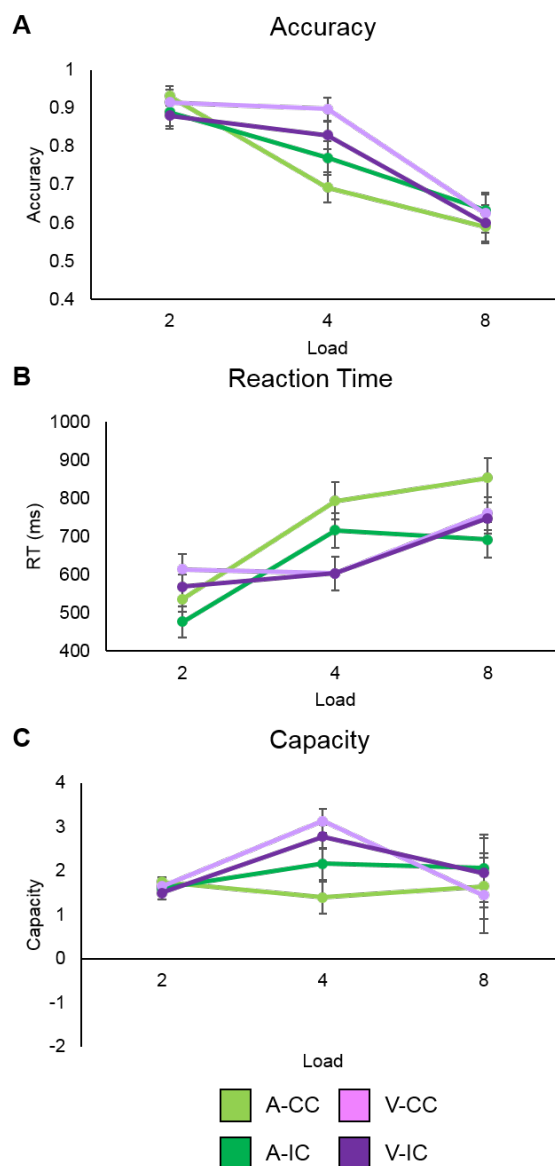 A
Accuracy
1
0.9
0.8
0.7
0.6
0.5
0.4
Accuracy
2 4 8
Load
B
Reaction Time
1000
900
800
700
600
500
400
RT (ms)
2 4 8
Load
C
Capacity
4
3
2
1
0
-1
-2
Capacity
2 4 8
Load
A-CC V-CC
A-IC V-IC